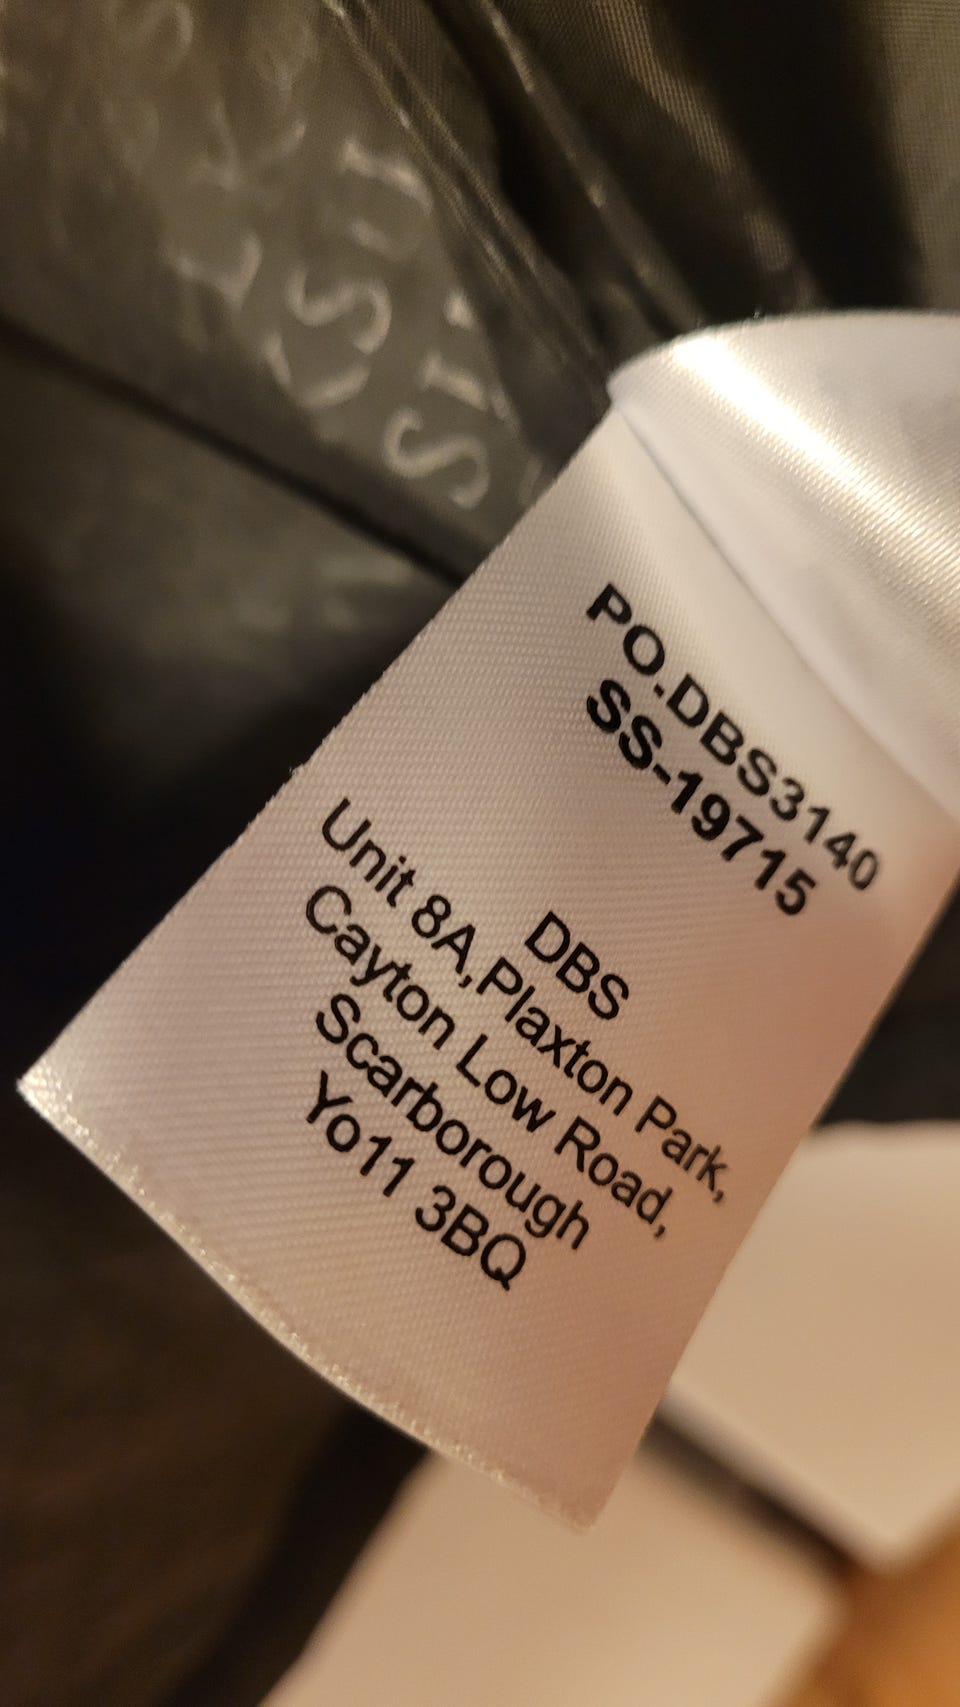 PO.DBS3140
SS-19715
DBS
Unit 8A,Plaxton Park,
Cayton Low Road,
Scarborough
Yo11 3BQ